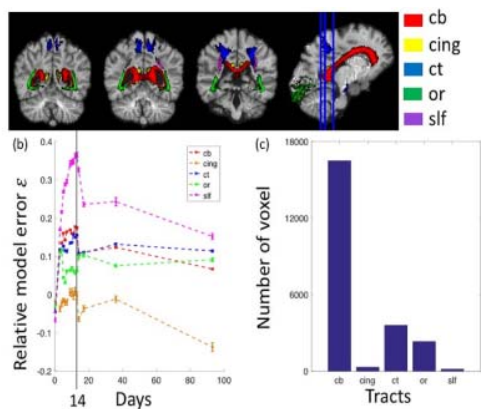 cb
cing
ct
or
slf
(b)
Relative model error ε
0.4
0.3
0.2
0.1
0
-0.1
-0.2
cb
cing
ct
or
slf
0 20 40 60 80 100
14 Days
(c)
Number of voxel
18000
12000
6000
0
cb cing ct or slf
Tracts